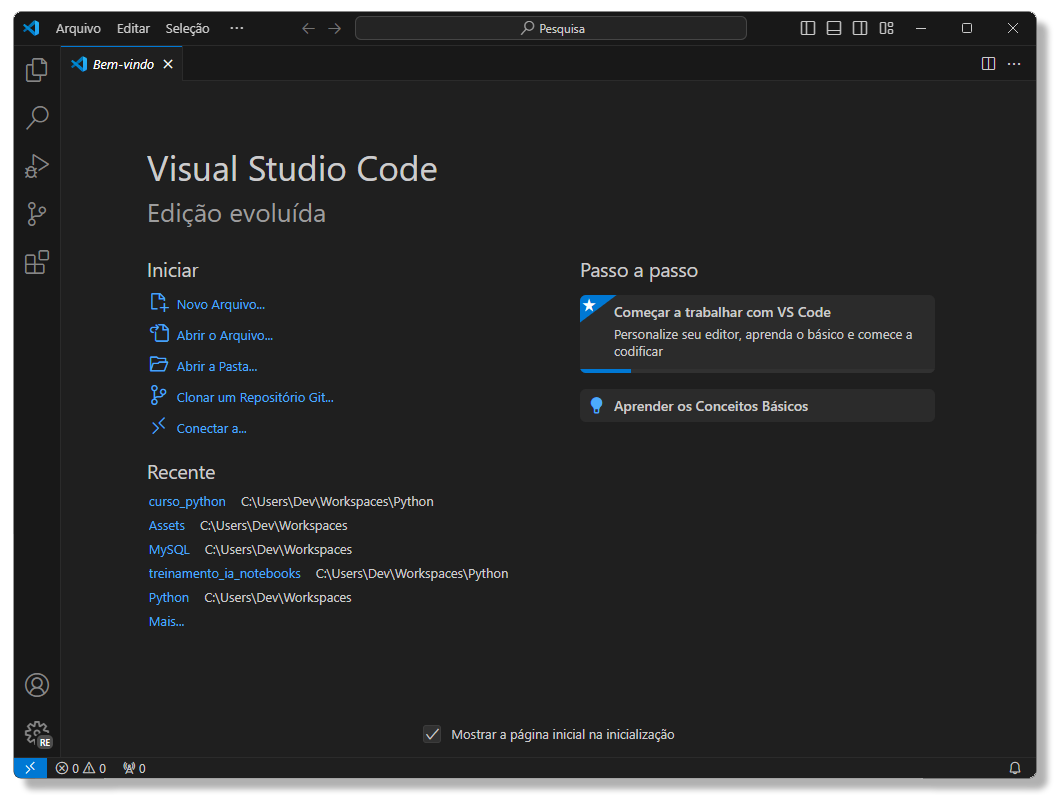 Arquivo Editar Seleção ··· Pesquisa
Bem-vindo
Visual Studio Code
Edição evoluída
Iniciar
Novo Arquivo...
Abrir o Arquivo...
Abrir a Pasta...
Clonar um Repositório Git...
Conectar a...
Recente
curso_python C:\Users\Dev\Workspaces\Python
Assets C:\Users\Dev\Workspaces
MySQL C:\Users\Dev\Workspaces
treinamento_ia_notebooks C:\Users\Dev\Workspaces\Python
Python C:\Users\Dev\Workspaces
Mais...
Passo a passo
Começar a trabalhar com VS Code
Personalize seu editor, aprenda o básico e comece a
codificar
Aprender os Conceitos Básicos
Mostrar a página inicial na inicialização
RE
0 0 0